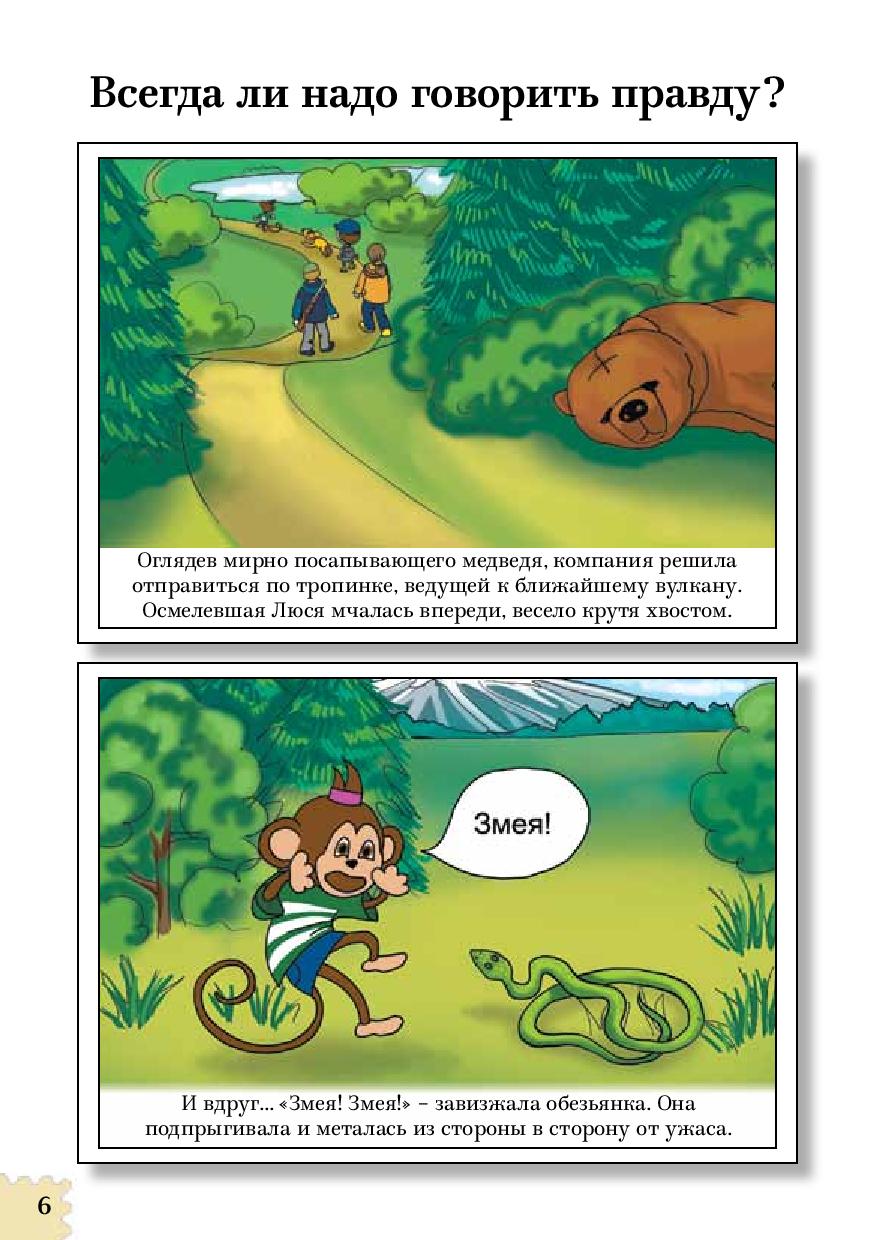 Всегда ли надо говорить правду?
Оглядев мирно посапывающего медведя, компания решила
отправиться по тропинке, ведущей к ближайшему вулкану.
Осмелевшая Люся мчалась впереди, весело крутя хвостом.
Змея!
И вдруг... «Змея! Змея!» – завизжала обезьянка. Она
подпрыгивала и металась из стороны в сторону от ужаса.
6